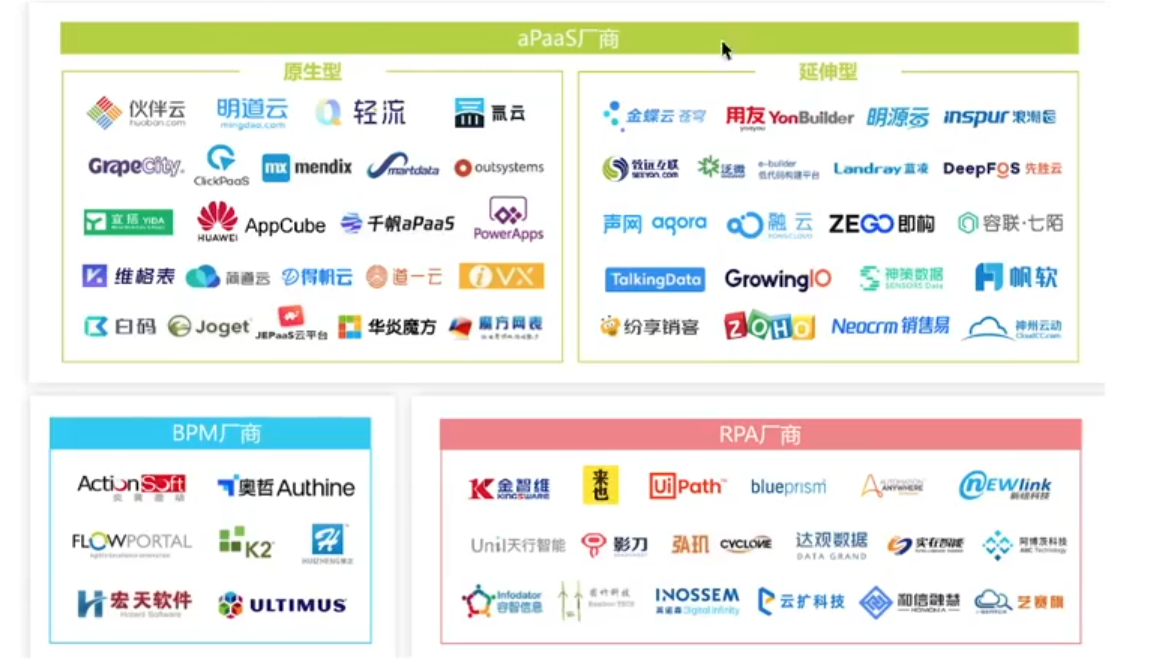 aPaaS厂商
原生型
伙伴云 huoban.com
明道云 mingdao.com
轻流
氚云
GrapeCity.
ClickPaaS
mx mendix
Smartdata
outsystems
宜搭 YIDA
HUAWEI AppCube
千帆aPaaS
PowerApps
维格表
简道云
得帆云
道一云
iVX
白码
Joget
JEPaaS云平台
华炎魔方
魔方网表
延伸型
金蝶云 苍穹
用友 YonBuilder
yonyou
明源云
inspur 浪潮
致远互联 SEEYON.COM
泛微 e-builder 低代码构建平台
Landray 蓝凌
DeepFOS 先胜云
声网 agora
融云 RONGCLOUD
ZEGO 即构
容联·七陌
TalkingData
GrowingIO
神策数据 SENSORS Data
帆软
纷享销客
ZOHO
Neocrm 销售易
神州云动 CloudCC.com
BPM厂商
ActionSoft
炎黄盈动
奥哲 Authine
FLOWPORTAL
K2
H
HUIZHENG
宏天软件
ULTIMUS
RPA厂商
K 金智维 KINGSWARE
来也
UiPath™
blueprism
AUTOMATION ANYWHERE
NEWlink
新纽科技
Unil天行智能
影刀
弘玑 CYCLONE
达观数据 DATA GRAND
实在智能
阿博茨科技 ABC Technology
Infodator 容智信息
INOSSEM
英诺森 Digital Infinity
云扩科技
和信融慧
艺赛旗